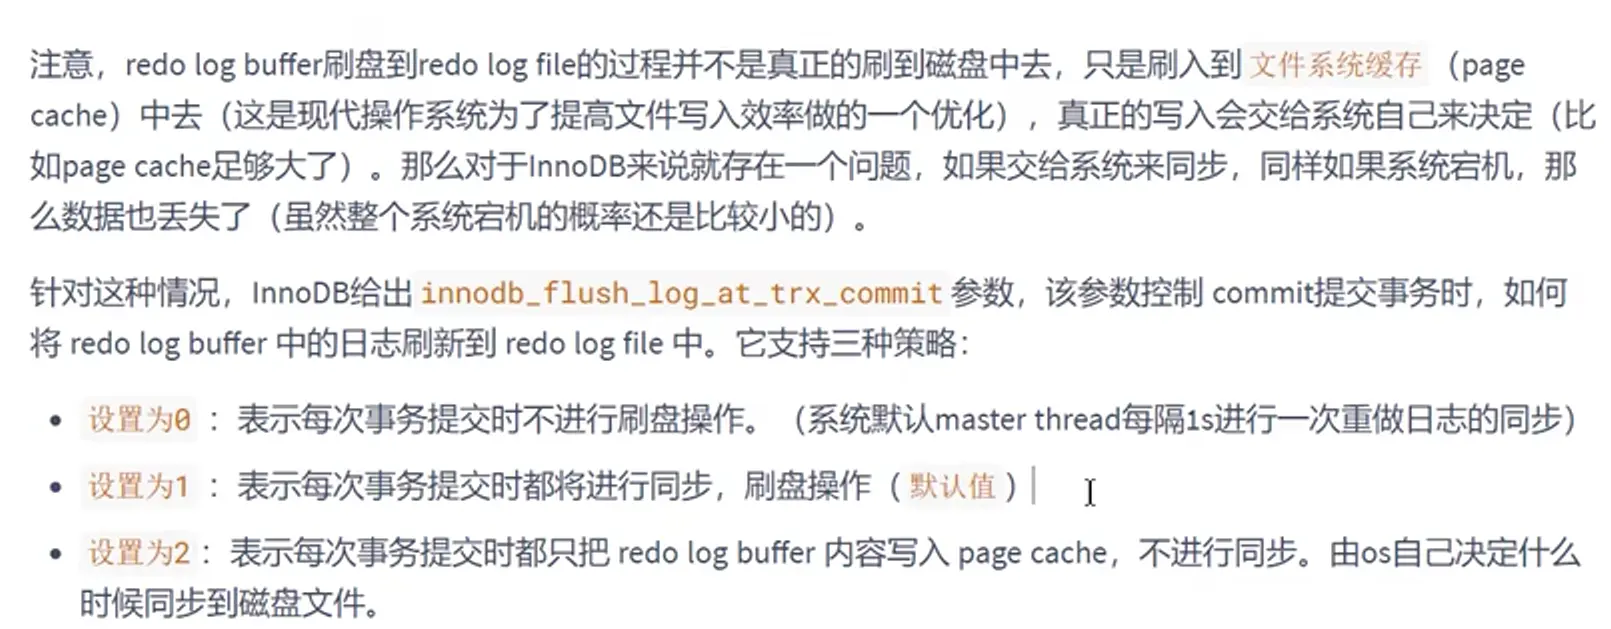 注意，redo log buffer刷盘到redo log file的过程并不是真正的刷到磁盘中去，只是刷入到 文件系统缓存 （page
cache）中去（这是现代操作系统为了提高文件写入效率做的一个优化），真正的写入会交给系统自己来决定（比
如page cache足够大了）。那么对于InnoDB来说就存在一个问题，如果交给系统来同步，同样如果系统宕机，那
么数据也丢失了（虽然整个系统宕机的概率还是比较小的）。
针对这种情况，InnoDB给出 innodb_flush_log_at_trx_commit 参数，该参数控制 commit提交事务时，如何
将 redo log buffer 中的日志刷新到 redo log file 中。它支持三种策略：
• 设置为0 ：表示每次事务提交时不进行刷盘操作。（系统默认master thread每隔1s进行一次重做日志的同步）
• 设置为1 ：表示每次事务提交时都将进行同步，刷盘操作（ 默认值 ）
• 设置为2 ：表示每次事务提交时都只把 redo log buffer 内容写入 page cache，不进行同步。由os自己决定什么
时候同步到磁盘文件。